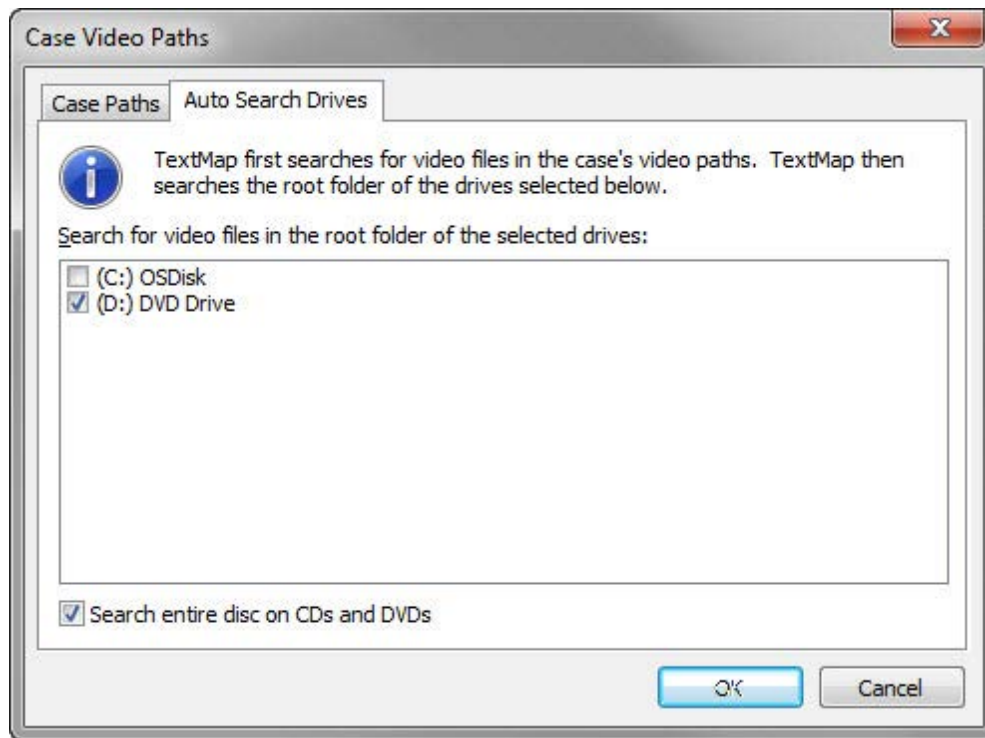 Case Video Paths
Case Paths
Auto Search Drives
TextMap first searches for video files in the case's video paths.  TextMap then
searches the root folder of the drives selected below.
Search for video files in the root folder of the selected drives:
(C:) OSDisk
(D:) DVD Drive
Search entire disc on CDs and DVDs
OK
Cancel